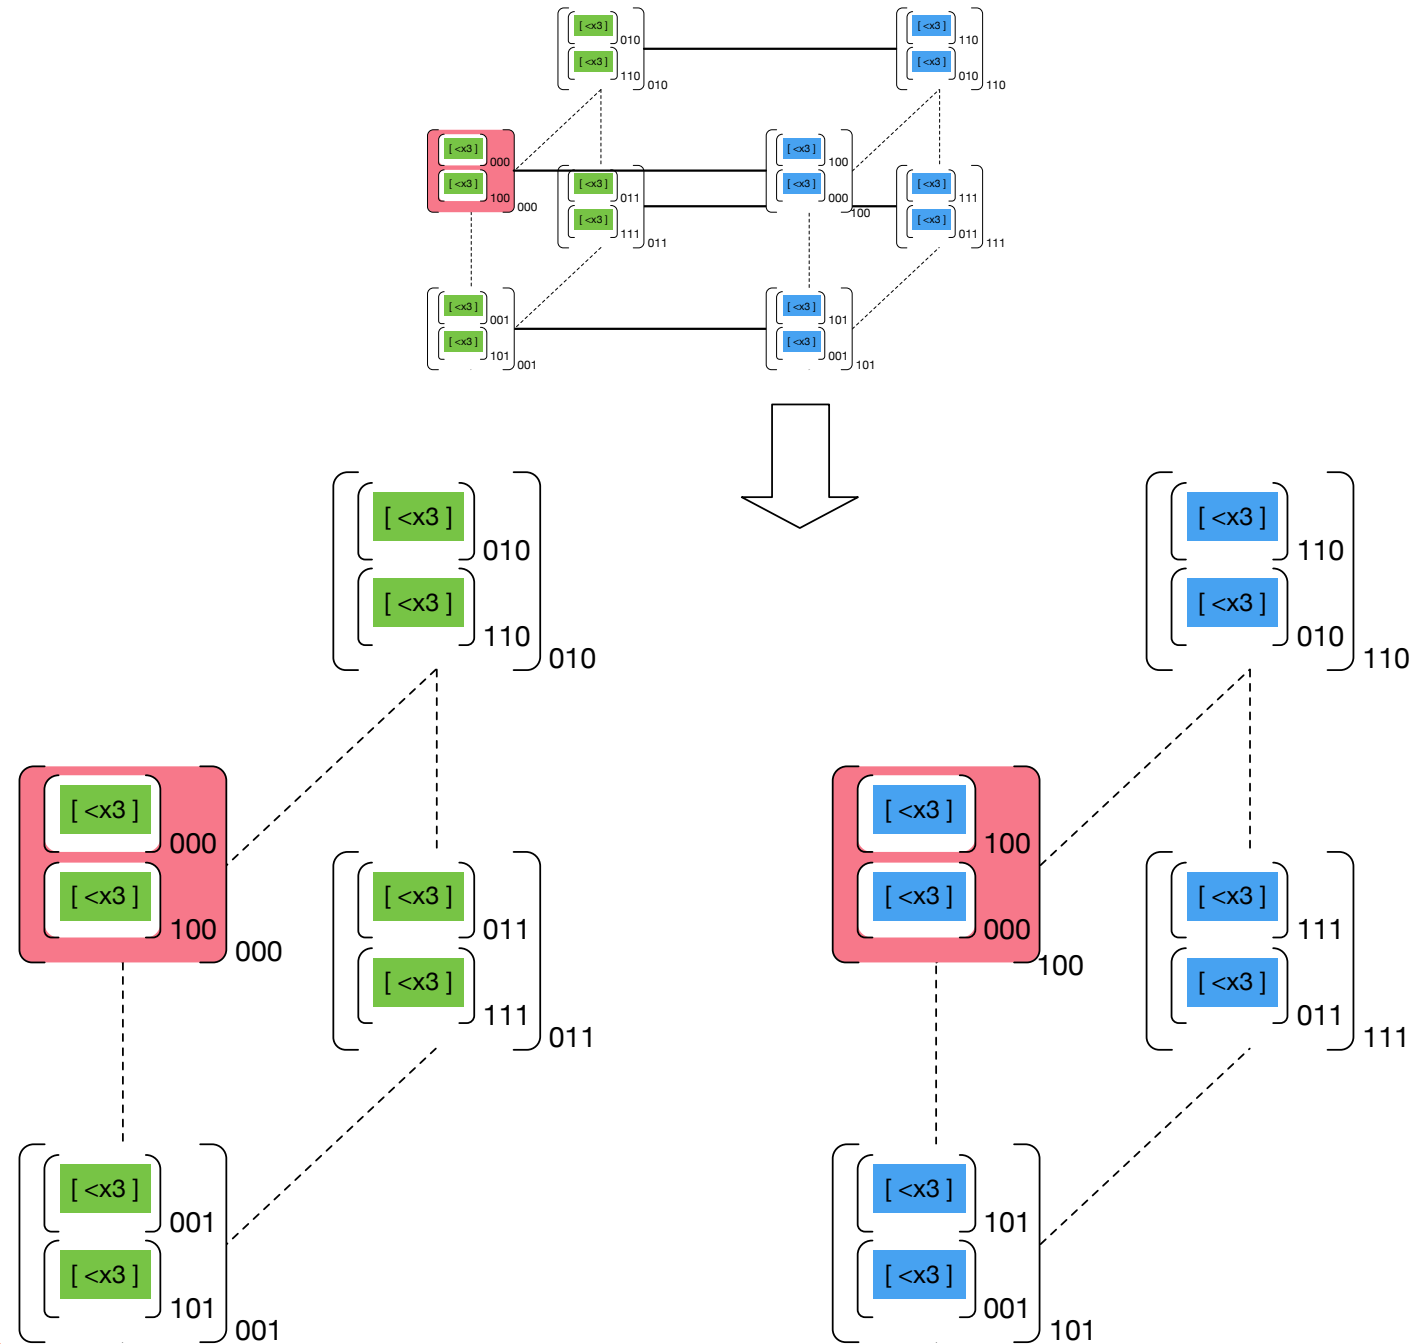 [ <x3 ]
010
[ <x3 ]
110
010
[ <x3 ]
110
[ <x3 ]
010
110
[ <x3 ]
000
[ <x3 ]
100
000
[ <x3 ]
011
[ <x3 ]
111
011
[ <x3 ]
100
[ <x3 ]
000
100
[ <x3 ]
111
[ <x3 ]
011
111
[ <x3 ]
001
[ <x3 ]
101
001
[ <x3 ]
101
[ <x3 ]
001
101
[ <x3 ]
010
[ <x3 ]
110
010
[ <x3 ]
110
[ <x3 ]
010
110
[ <x3 ]
000
[ <x3 ]
100
000
[ <x3 ]
011
[ <x3 ]
111
011
[ <x3 ]
100
[ <x3 ]
000
100
[ <x3 ]
111
[ <x3 ]
011
111
[ <x3 ]
001
[ <x3 ]
101
001
[ <x3 ]
101
[ <x3 ]
001
101